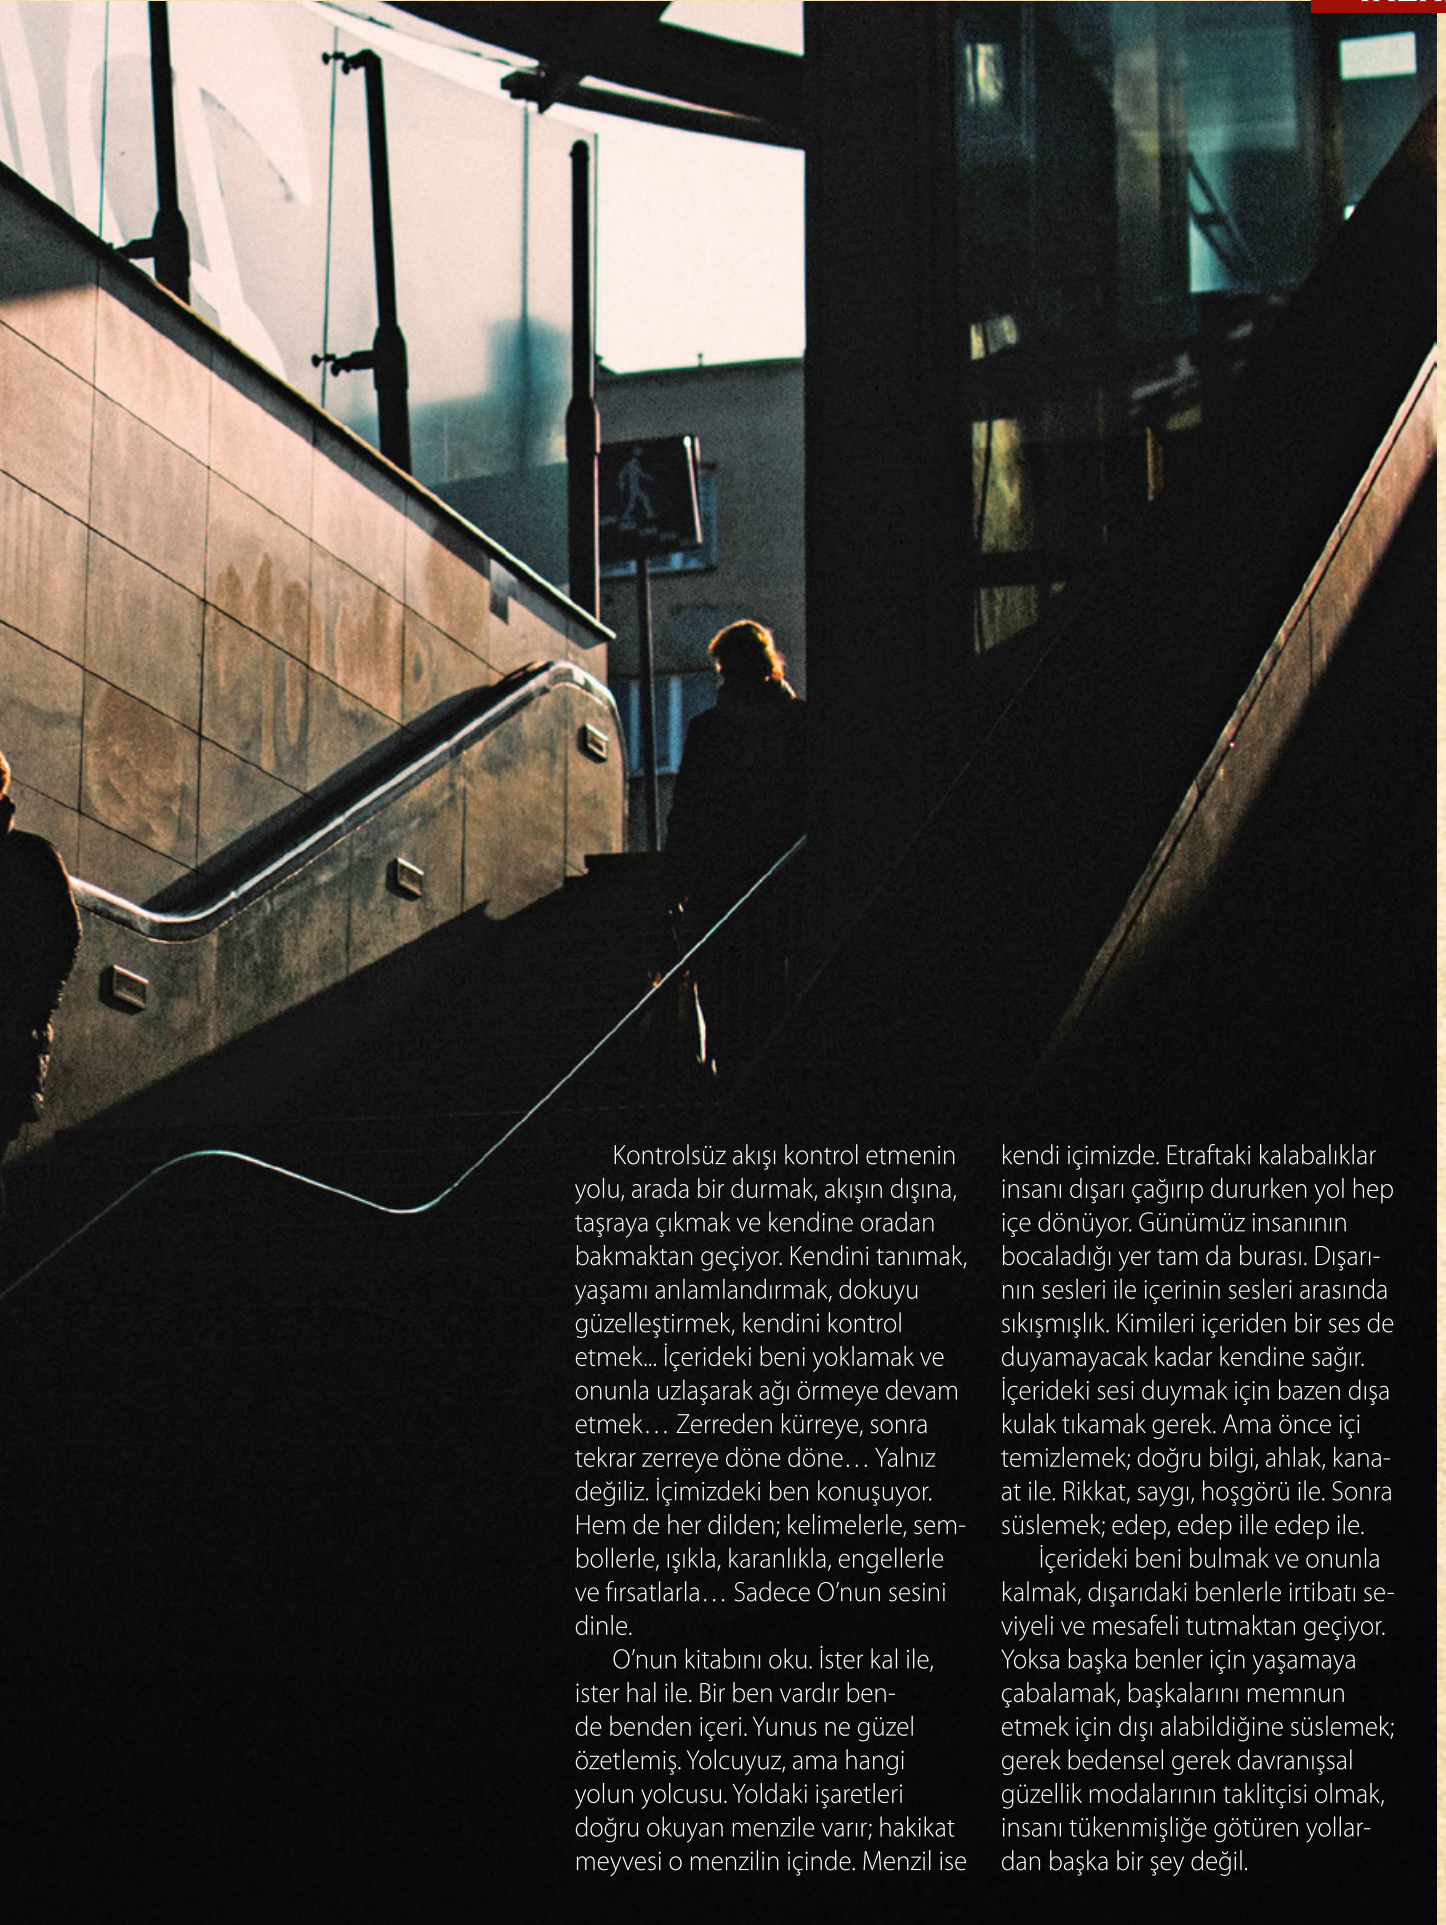 Kontrolsüz akışı kontrol etmenin
yolu, arada bir durmak, akışın dışına,
taşraya çıkmak ve kendine oradan
bakmaktan geçiyor. Kendini tanımak,
yaşamı anlamlandırmak, dokuyu
güzelleştirmek, kendini kontrol
etmek... İçerideki beni yoklamak ve
onunla uzlaşarak ağı örmeye devam
etmek… Zerreden kürreye, sonra
tekrar zerreye döne döne… Yalnız
değiliz. İçimizdeki ben konuşuyor.
Hem de her dilden; kelimelerle, sem-
bollerle, ışıkla, karanlıkla, engellerle
ve fırsatlarla… Sadece O’nun sesini
dinle.
O’nun kitabını oku. İster kal ile,
ister hal ile. Bir ben vardır ben-
de benden içeri. Yunus ne güzel
özetlemiş. Yolcuyuz, ama hangi
yolun yolcusu. Yoldaki işaretleri
doğru okuyan menzile varır; hakikat
meyvesi o menzilin içinde. Menzil ise
kendi içimizde. Etraftaki kalabalıklar
insanı dışarı çağırıp dururken yol hep
içe dönüyor. Günümüz insanının
bocaladığı yer tam da burası. Dışarı-
nın sesleri ile içerinin sesleri arasında
sıkışmışlık. Kimileri içeriden bir ses de
duyamayacak kadar kendine sağır.
İçerideki sesi duymak için bazen dışa
kulak tıkamak gerek. Ama önce içi
temizlemek; doğru bilgi, ahlak, kana-
at ile. Rikkat, saygı, hoşgörü ile. Sonra
süslemek; edep, edep ille edep ile.
İçerideki beni bulmak ve onunla
kalmak, dışarıdaki benlerle irtibatı se-
viyeli ve mesafeli tutmaktan geçiyor.
Yoksa başka benler için yaşamaya
çabalamak, başkalarını memnun
etmek için dışı alabildiğine süslemek;
gerek bedensel gerek davranışsal
güzellik modalarının taklitçisi olmak,
insanı tükenmişliğe götüren yollar-
dan başka bir şey değil.